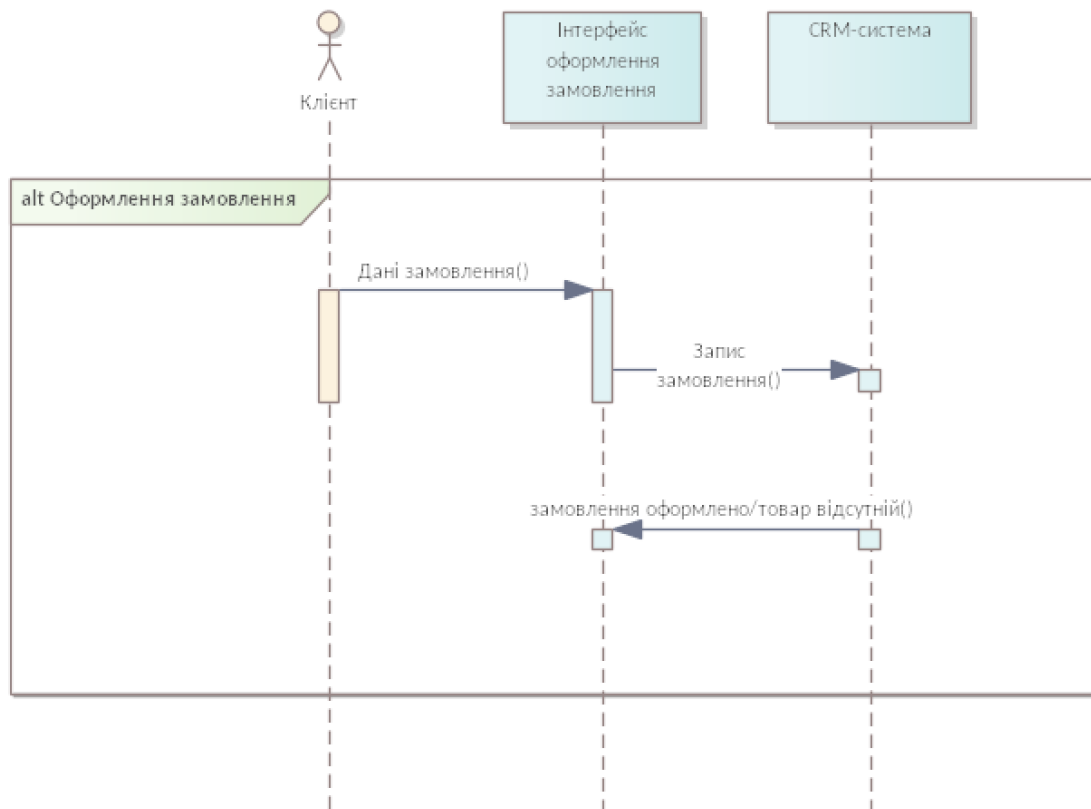 Клієнт
Інтерфейс
оформлення
замовлення
CRM-система
alt Оформлення замовлення
Дані замовлення()
Запис
замовлення()
замовлення оформлено/товар відсутній()